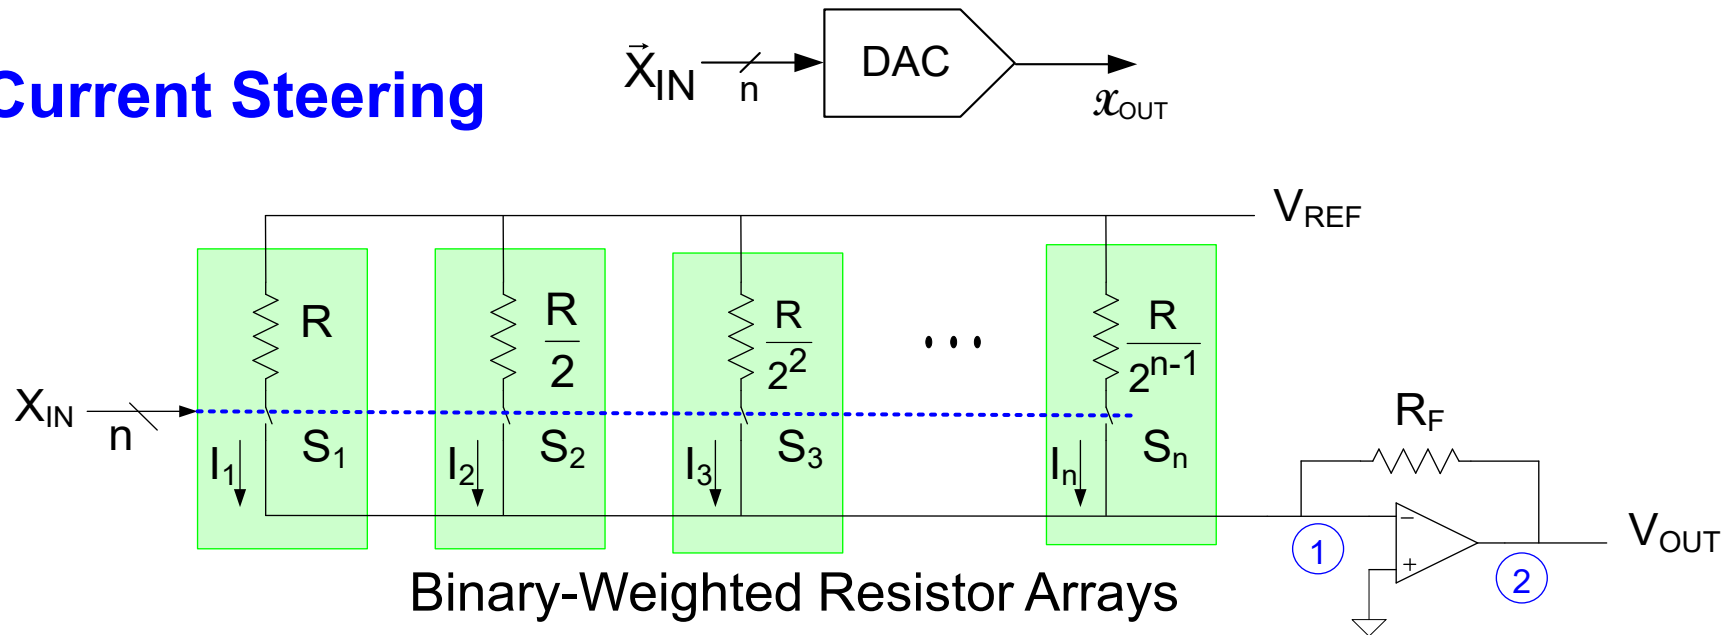 Current Steering
X⃗IN
n
DAC
𝒳OUT
VREF
R
R/2
R/2²
• • •
R/2ⁿ⁻¹
XIN
n
I₁
S₁
I₂
S₂
I₃
S₃
Iₙ
Sₙ
RF
−
+
1
2
VOUT
Binary-Weighted Resistor Arrays